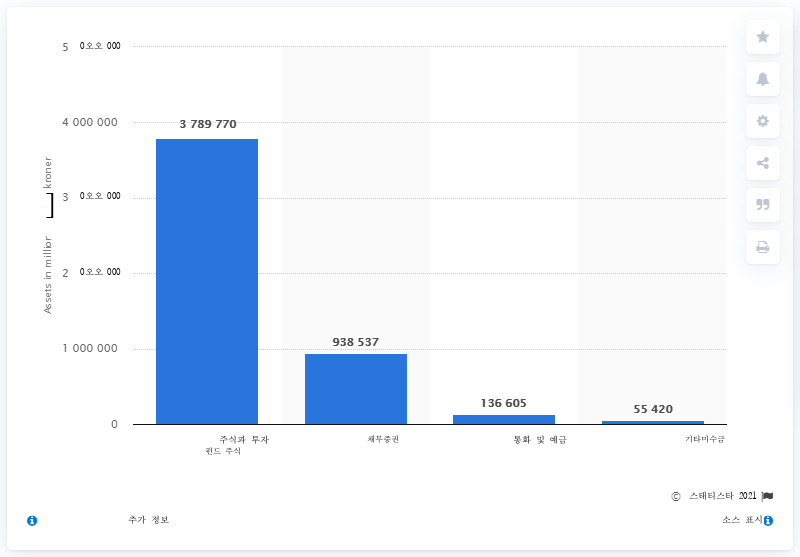 5 0오오 000
4 000 000
3 0오오 000
2 0오오 000
1 000 000
0
Assets in million ] kroner
3 789 770
938 537
136 605
55 420
주식과 투자
펀드 주식
채무증권
통화 및 예금
기타미수금
© 스태티스타 2021
추가 정보
소스 표시